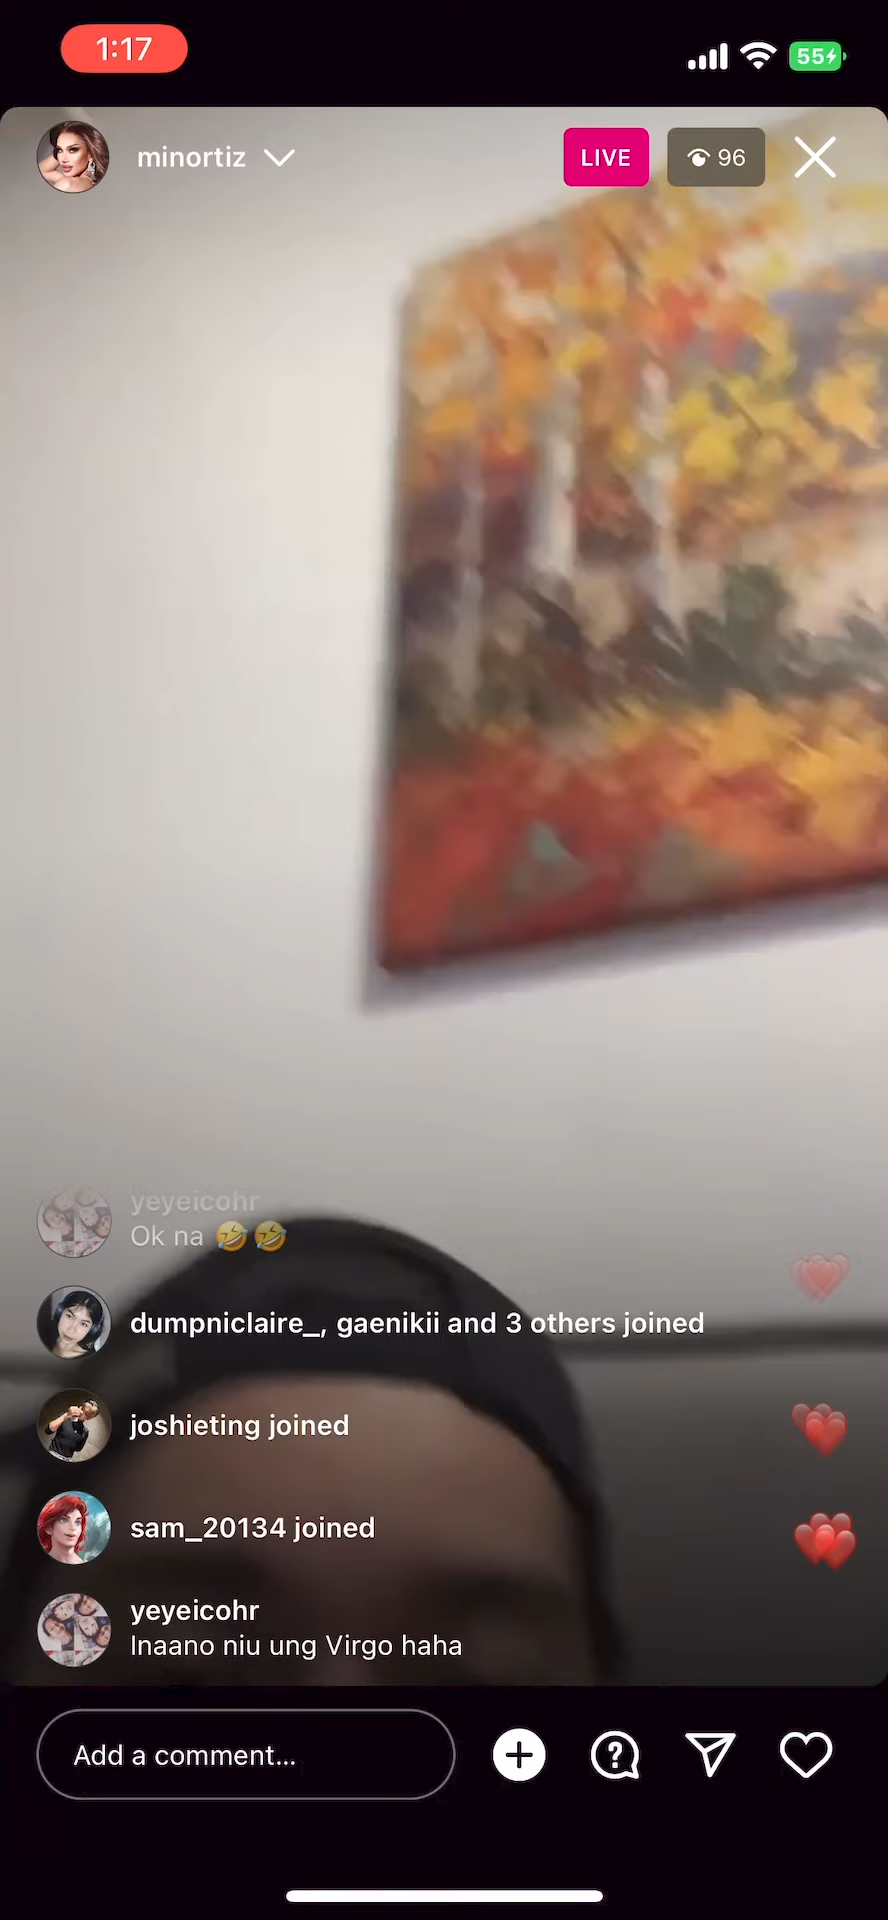 1:17
55
minortiz
LIVE
96
yeyeicohr
Ok na 🤣🤣
dumpniclaire_, gaenikii and 3 others joined
joshieting joined
sam_20134 joined
yeyeicohr
Inaano niu ung Virgo haha
Add a comment...